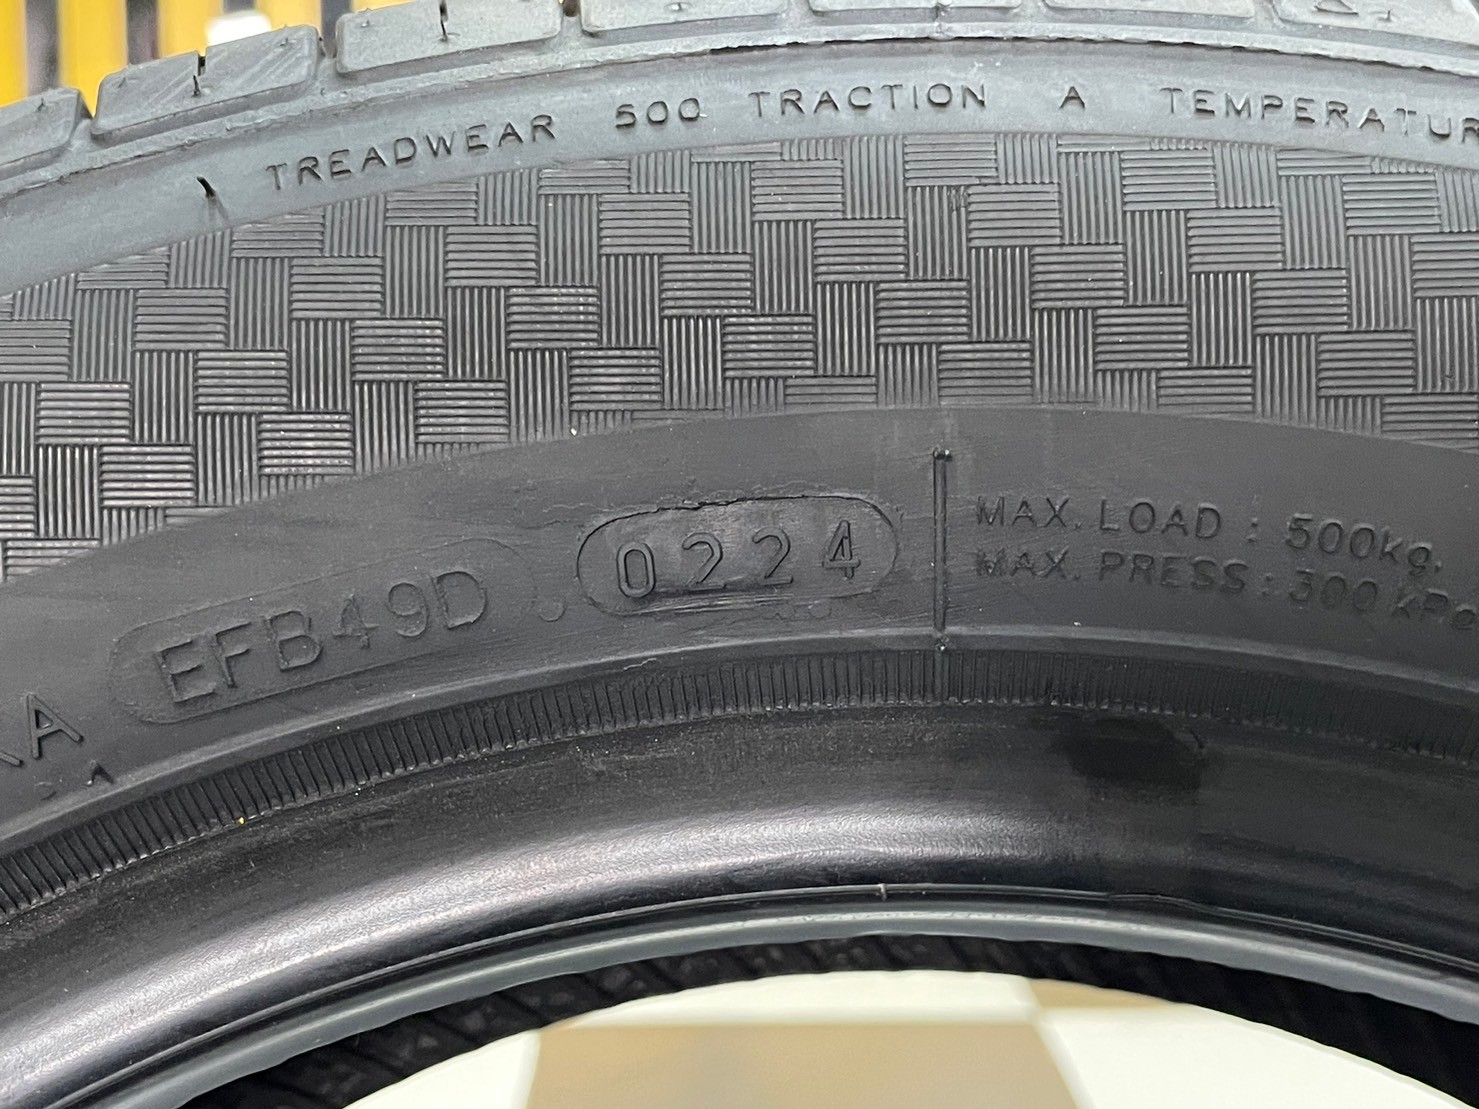 TREADWEAR 500 TRACTION A TEMPERATUR
EFB49D 0224
MAX. LOAD : 500kg.
MAX. PRESS : 300 kPa